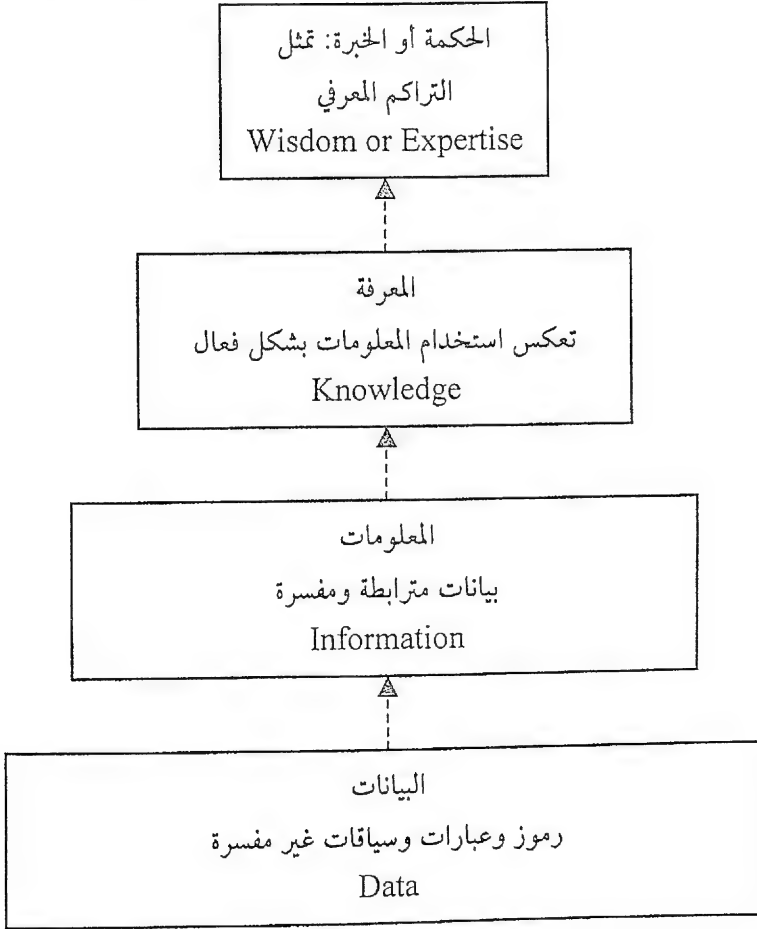 الحكمة أو الخبرة: تمثل
التراكم المعرفي
Wisdom or Expertise
المعرفة
تعكس استخدام المعلومات بشكل فعال
Knowledge
المعلومات
بيانات مترابطة ومفسرة
Information
البيانات
رموز وعبارات وسياقات غير مفسرة
Data